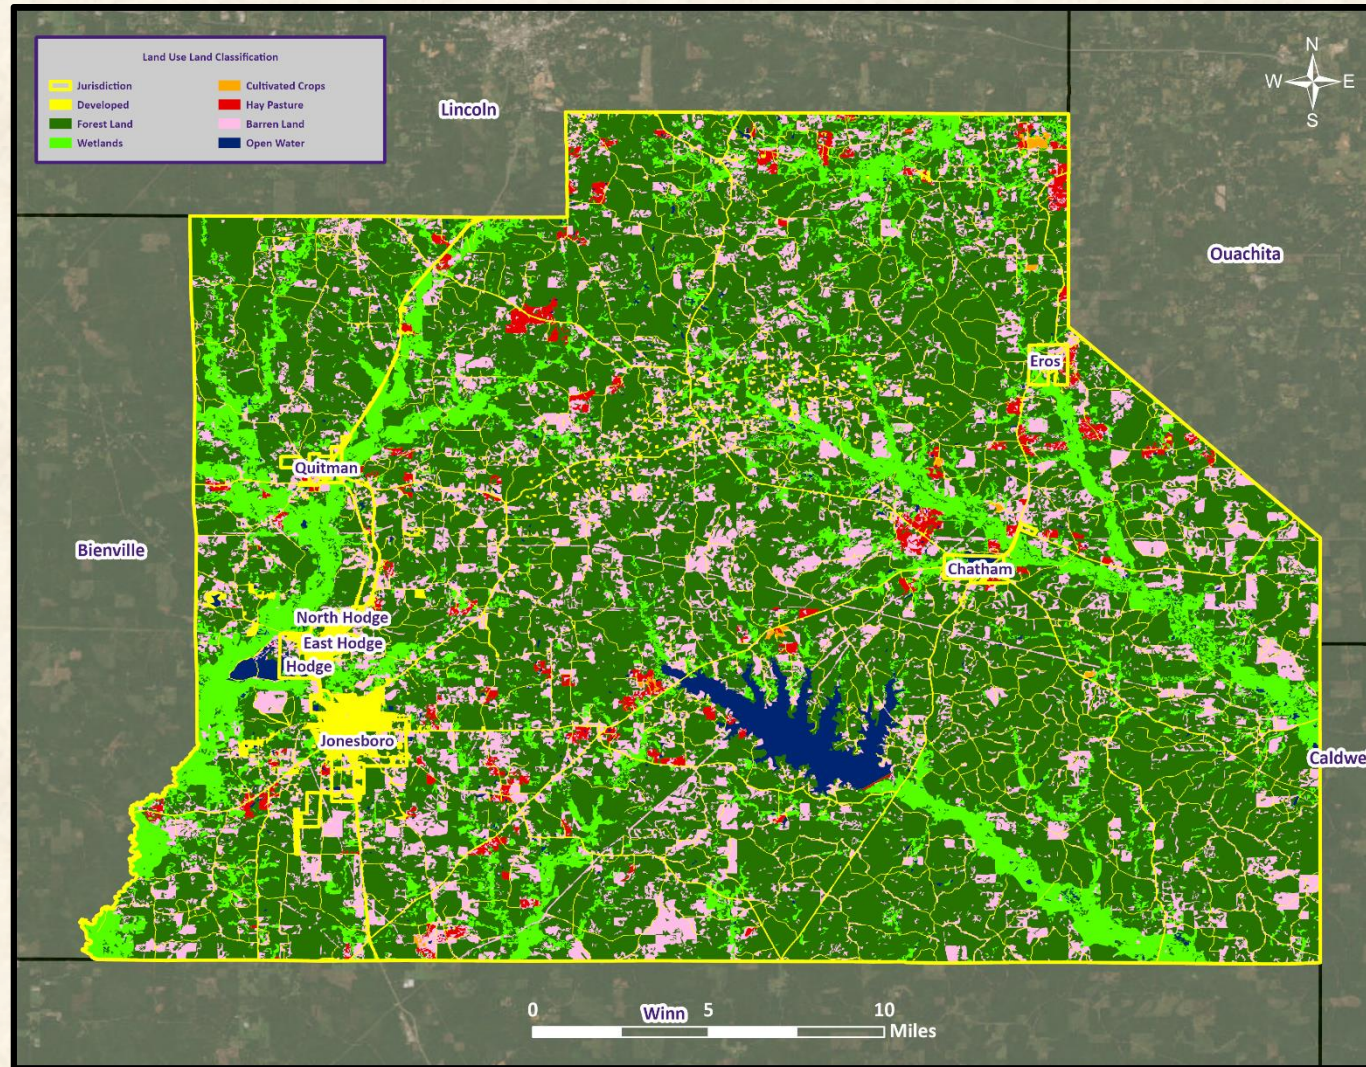 Land Use Land Classification
Jurisdiction
Developed
Forest Land
Wetlands
Cultivated Crops
Hay Pasture
Barren Land
Open Water
N
W E
S
Lincoln
Ouachita
Eros
Quitman
Bienville
Chatham
North Hodge
East Hodge
Hodge
Jonesboro
Caldwe
Winn
0 5 10
Miles